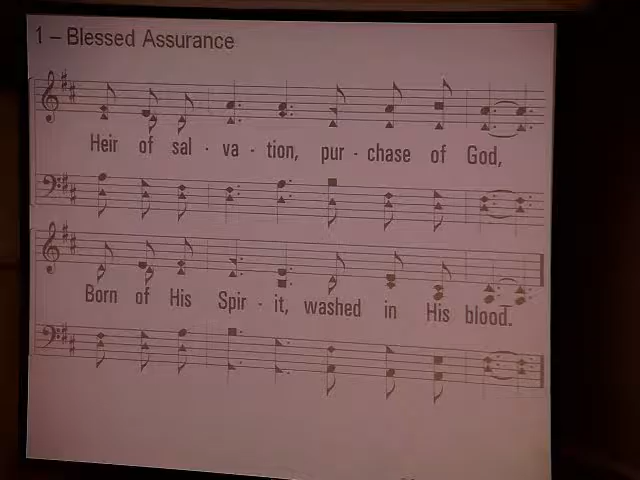 1 – Blessed Assurance
Heir of sal - va - tion, pur - chase of God,
Born of His Spir - it, washed in His blood.